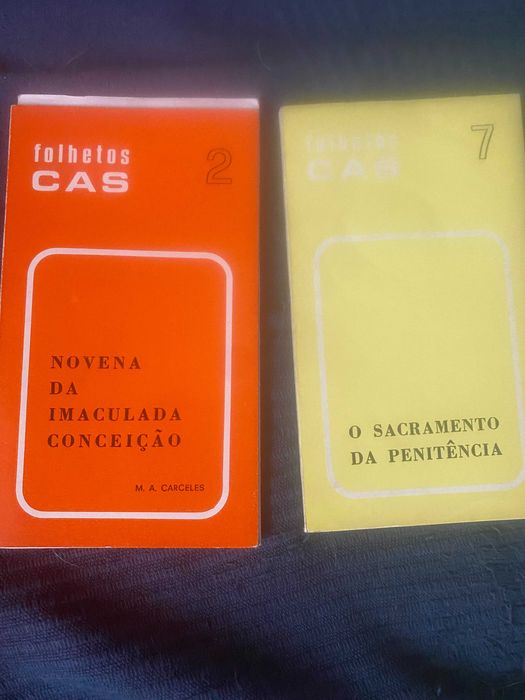 folhetos
CAS
2
NOVENA
DA
IMACULADA
CONCEIÇÃO
M. A. CARCELES
folhetos
CAS
7
O SACRAMENTO
DA PENITÊNCIA